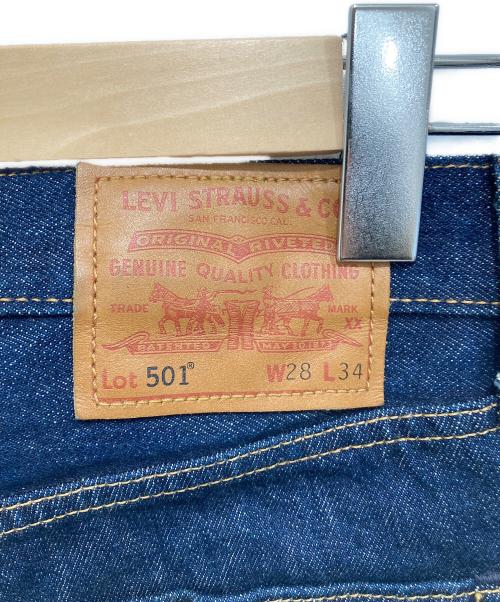 LEVI STRAUSS & CO
SAN FRANCISCO CAL.
ORIGINAL RIVETED
GENUINE QUALITY CLOTHING
TRADE MARK
XX
PATENTED MAY 20 1873
Lot 501® W28 L34